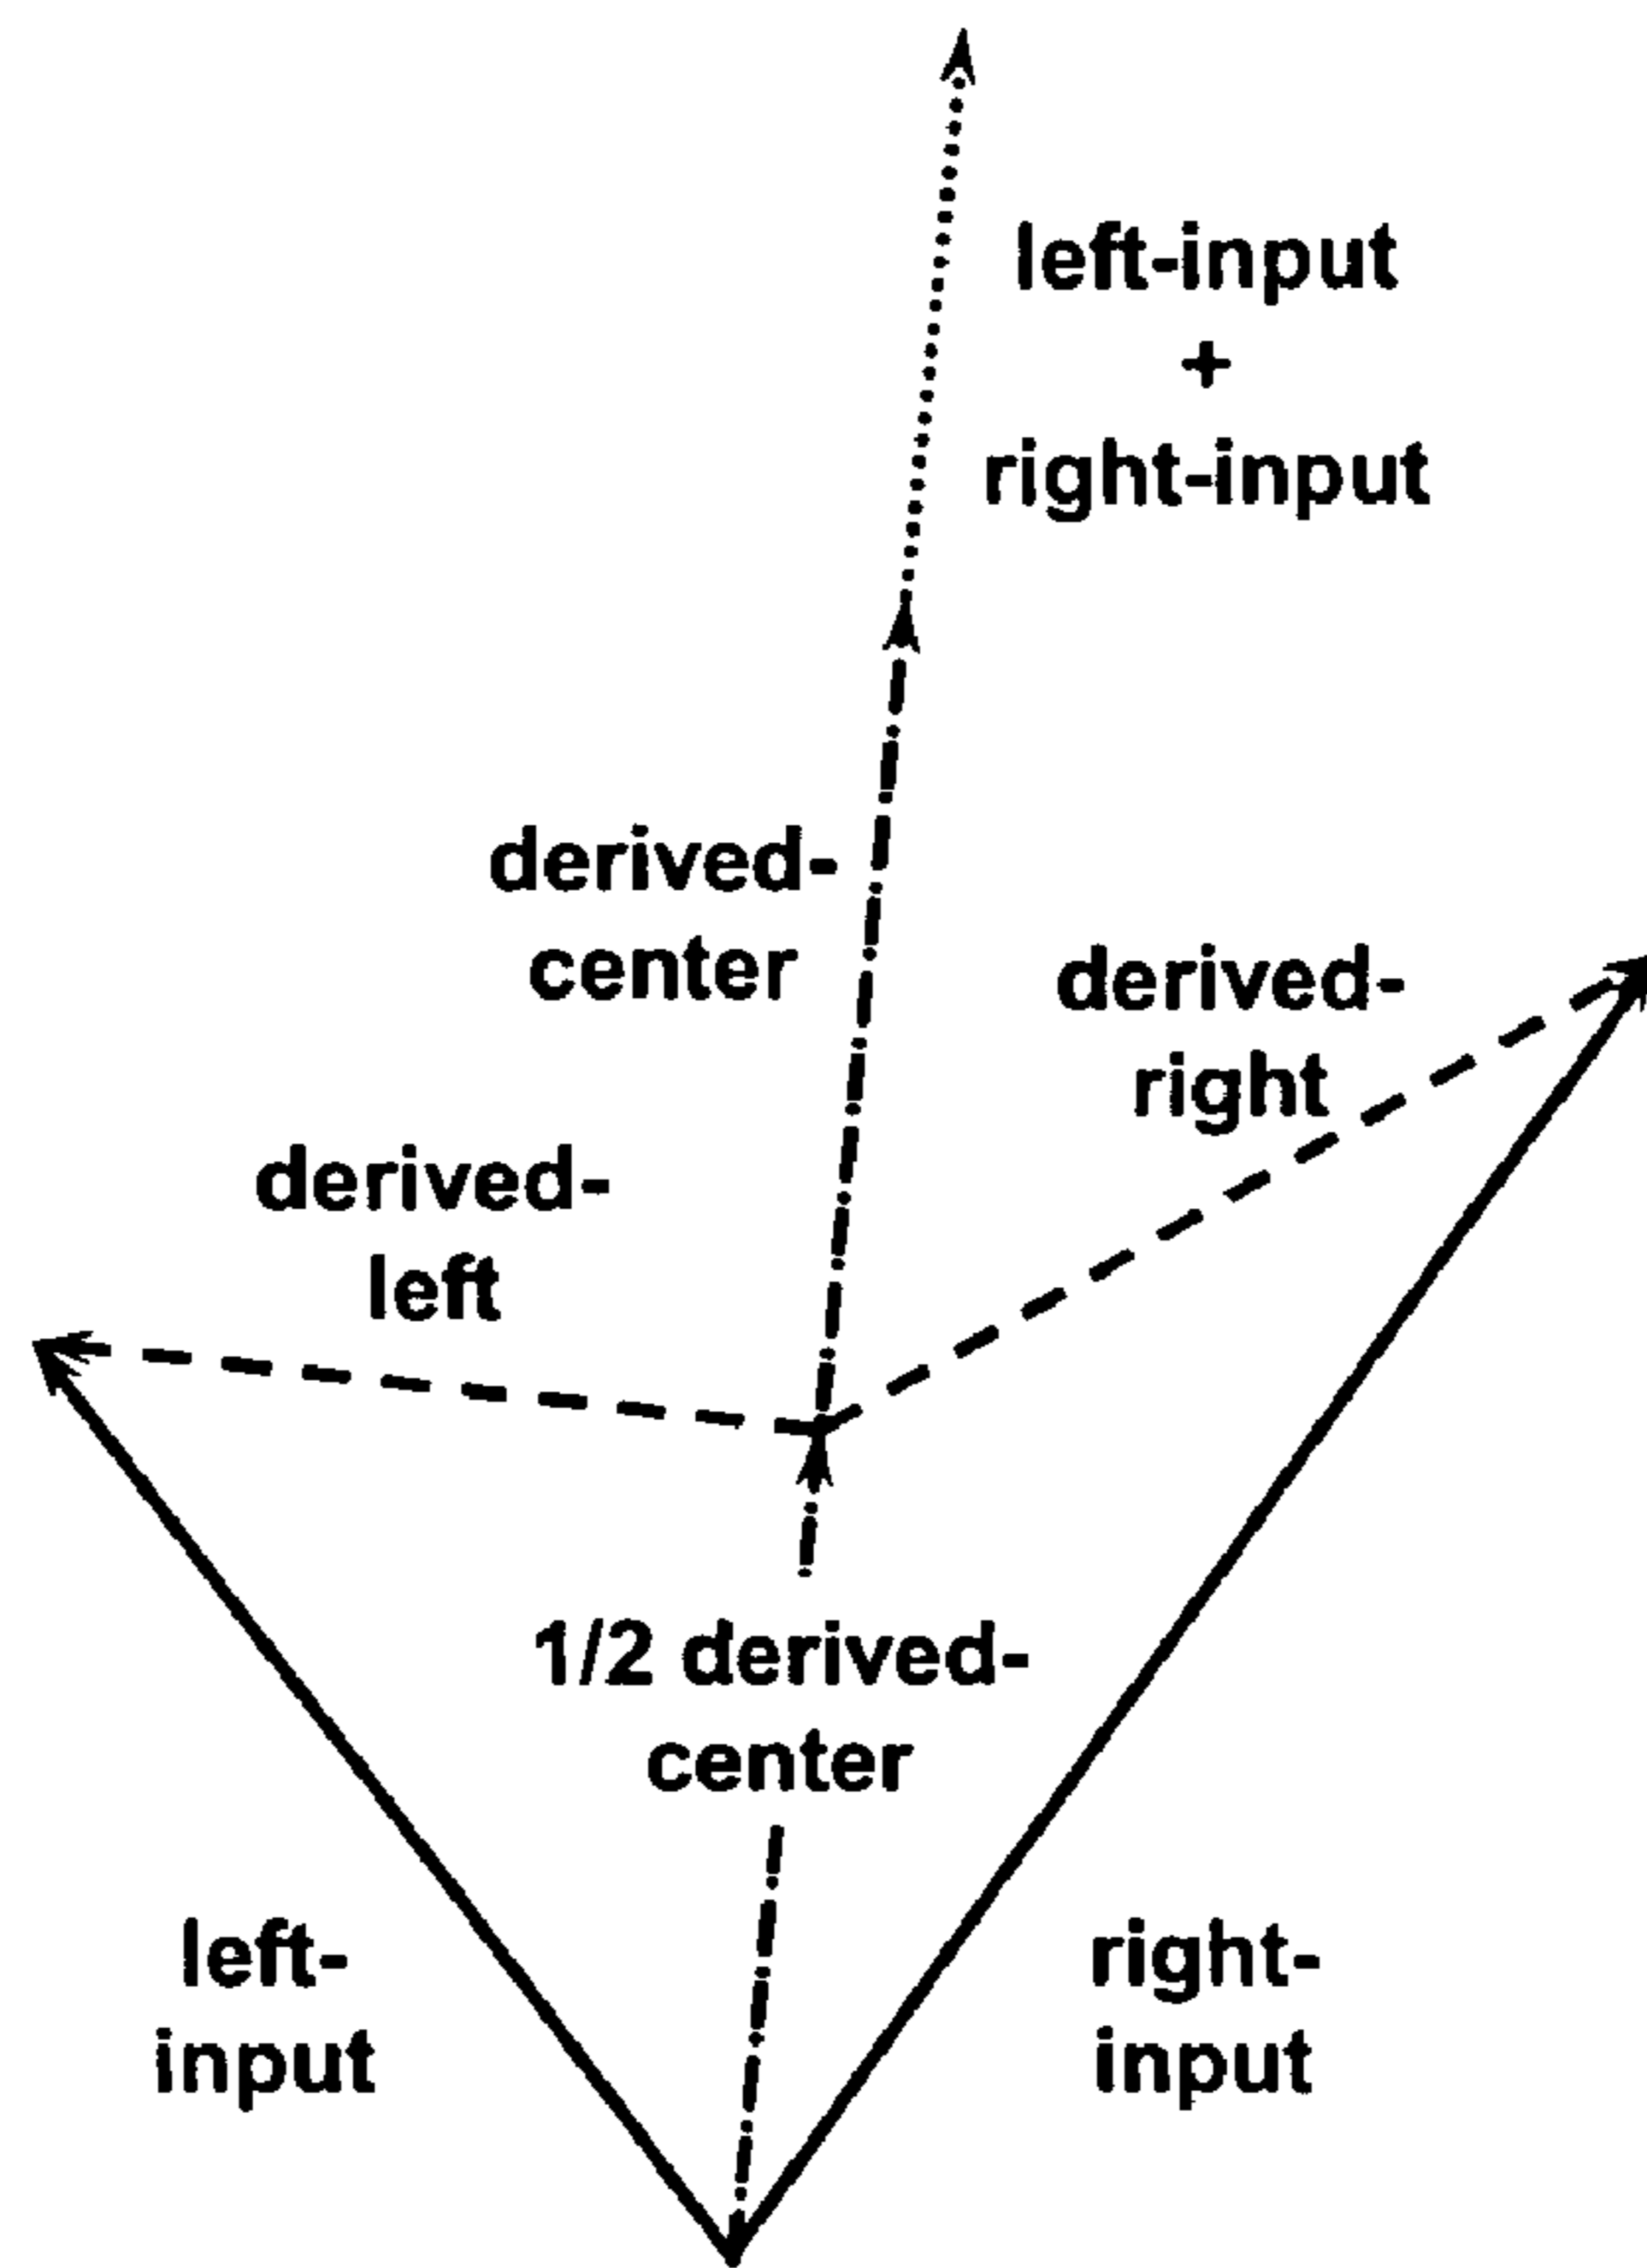 left-input
+
right-input
derived-
center
derived-
right
derived-
left
1/2 derived-
center
left-
input
right-
input